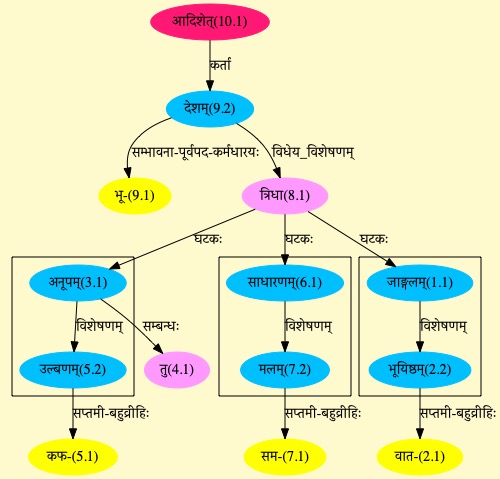 आदिशेत्(10.1)
कर्ता
देशम्(9.2)
सम्भावना-पूर्वपद-कर्मधारयः विधेय_विशेषणम्
भू-(9.1) त्रिधा(8.1)
घटकः घटकः घटकः
अनूपम्(3.1) साधारणम्(6.1) जाङ्गलम्(1.1)
विशेषणम् सम्बन्धः विशेषणम् विशेषणम्
उल्बणम्(5.2) तु(4.1) मलम्(7.2) भूयिष्ठम्(2.2)
सप्तमी-बहुव्रीहिः सप्तमी-बहुव्रीहिः सप्तमी-बहुव्रीहिः
कफ-(5.1) सम-(7.1) वात-(2.1)